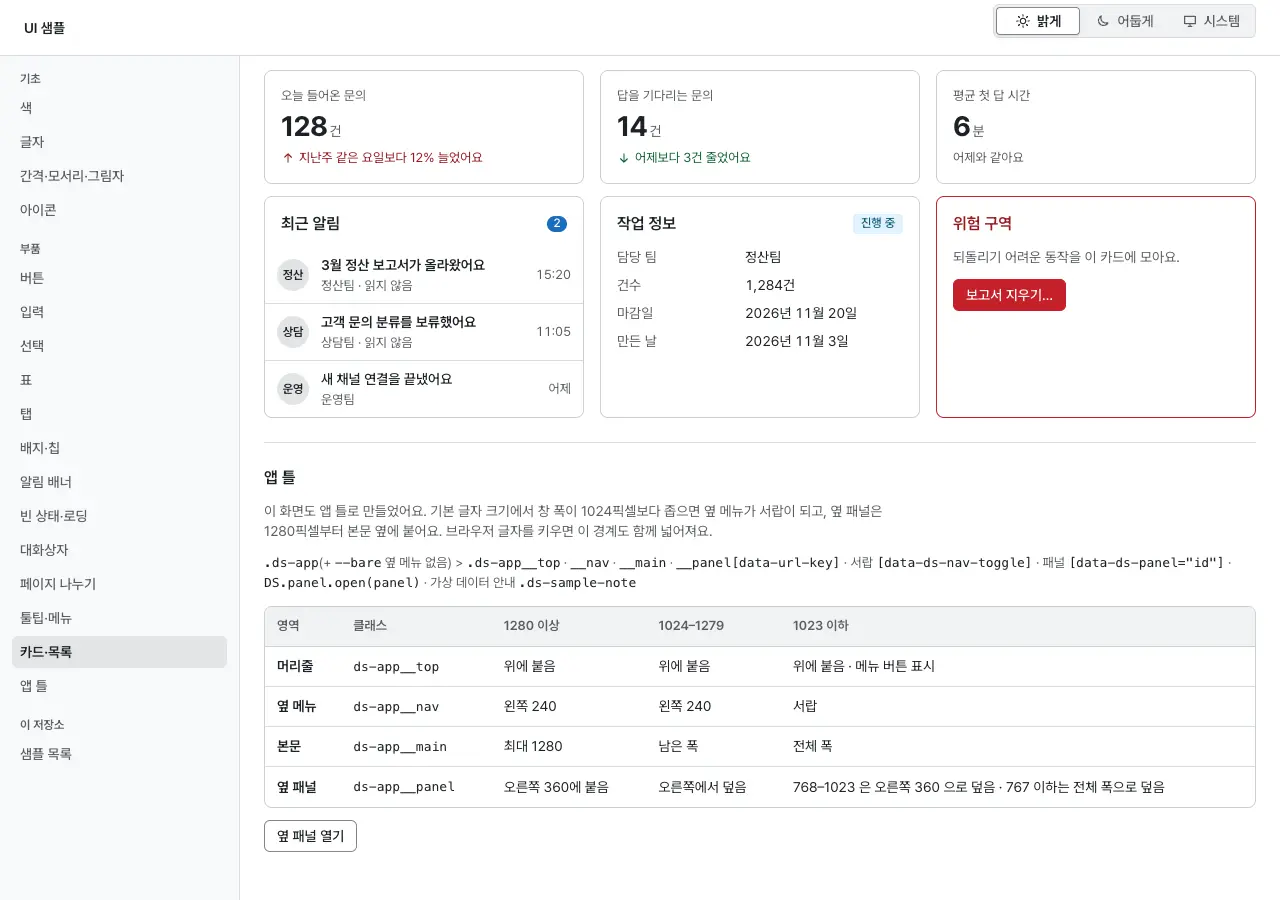 UI 샘플
밝게
어둡게
시스템
기초
색
글자
간격·모서리·그림자
아이콘
부품
버튼
입력
선택
표
탭
배지·칩
알림 배너
빈 상태·로딩
대화상자
페이지 나누기
툴팁·메뉴
카드·목록
앱 틀
이 저장소
샘플 목록
오늘 들어온 문의
128건
↑ 지난주 같은 요일보다 12% 늘었어요
답을 기다리는 문의
14건
↓ 어제보다 3건 줄었어요
평균 첫 답 시간
6분
어제와 같아요
최근 알림 2
정산 3월 정산 보고서가 올라왔어요 15:20
정산팀 · 읽지 않음
상담 고객 문의 분류를 보류했어요 11:05
상담팀 · 읽지 않음
운영 새 채널 연결을 끝냈어요 어제
운영팀
작업 정보 진행 중
담당 팀 정산팀
건수 1,284건
마감일 2026년 11월 20일
만든 날 2026년 11월 3일
위험 구역
되돌리기 어려운 동작을 이 카드에 모아요.
보고서 지우기…
앱 틀
이 화면도 앱 틀로 만들었어요. 기본 글자 크기에서 창 폭이 1024픽셀보다 좁으면 옆 메뉴가 서랍이 되고, 옆 패널은
1280픽셀부터 본문 옆에 붙어요. 브라우저 글자를 키우면 이 경계도 함께 넓어져요.
.ds-app(+ --bare 옆 메뉴 없음) > .ds-app__top · __nav · __main · __panel[data-url-key] · 서랍 [data-ds-nav-toggle] · 패널 [data-ds-panel="id"] ·
DS.panel.open(panel) · 가상 데이터 안내 .ds-sample-note
영역 클래스 1280 이상 1024–1279 1023 이하
머리줄 ds-app__top 위에 붙음 위에 붙음 위에 붙음 · 메뉴 버튼 표시
옆 메뉴 ds-app__nav 왼쪽 240 왼쪽 240 서랍
본문 ds-app__main 최대 1280 남은 폭 전체 폭
옆 패널 ds-app__panel 오른쪽 360에 붙음 오른쪽에서 덮음 768–1023 은 오른쪽 360 으로 덮음 · 767 이하는 전체 폭으로 덮음
옆 패널 열기